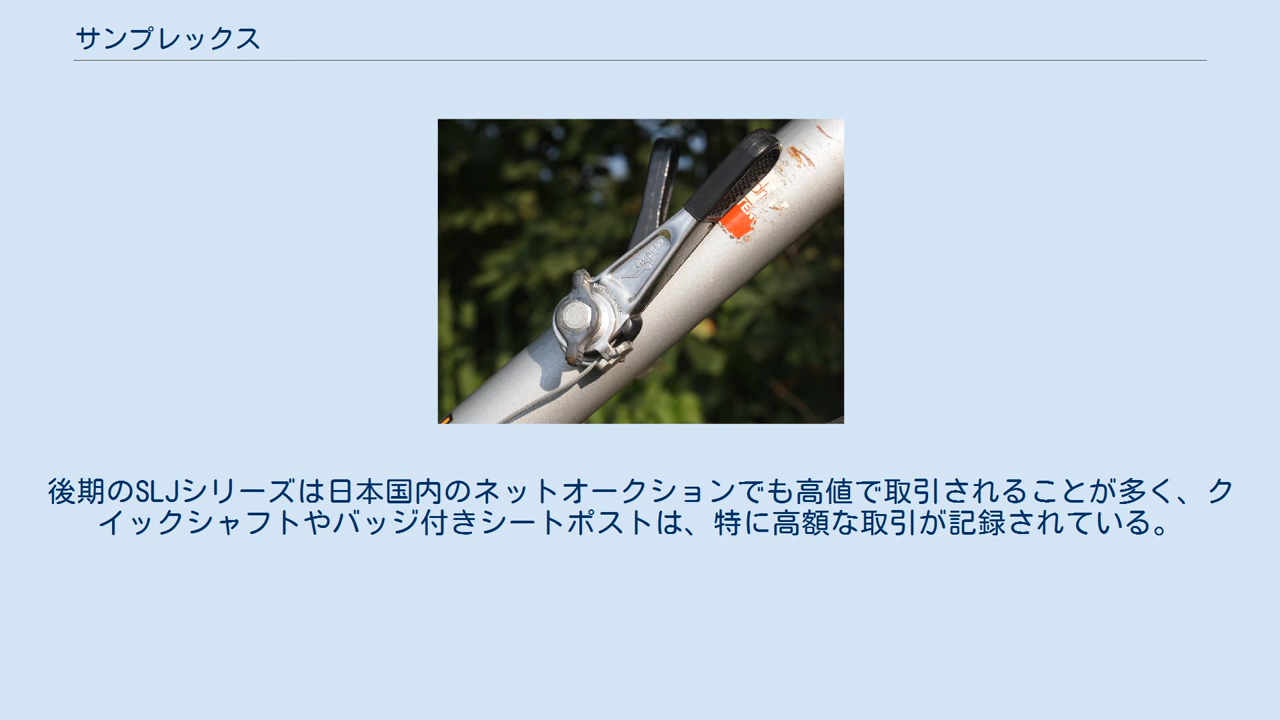 サンプレックス
後期のSLJシリーズは日本国内のネットオークションでも高値で取引されることが多く、ク
イックシャフトやバッジ付きシートポストは、特に高額な取引が記録されている。